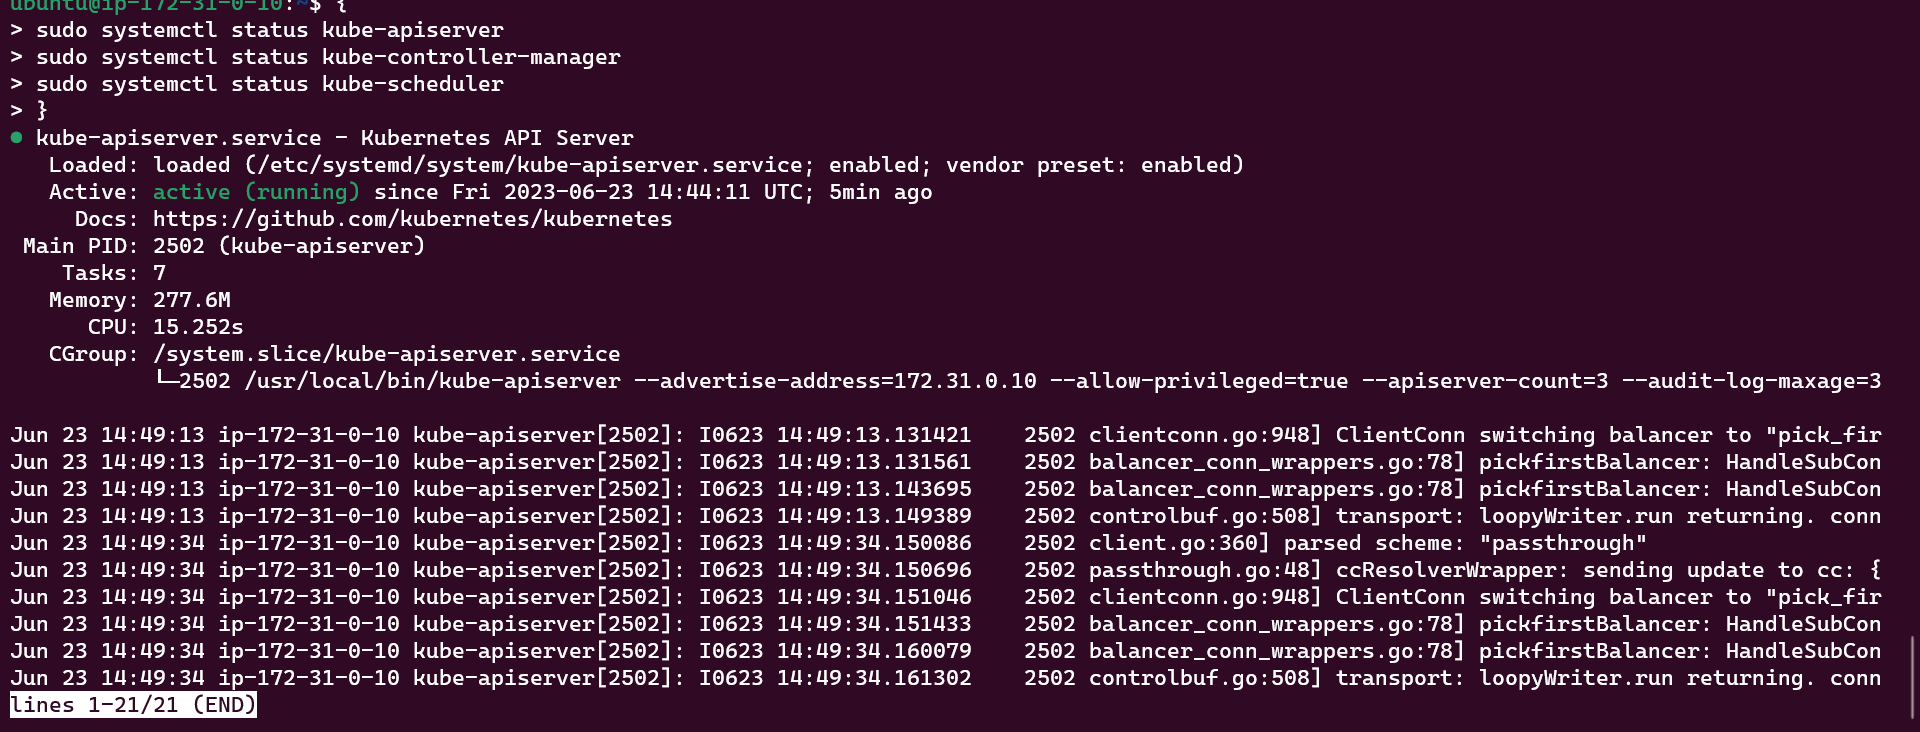 ubuntu@ip-172-31-0-10:~$ {
> sudo systemctl status kube-apiserver
> sudo systemctl status kube-controller-manager
> sudo systemctl status kube-scheduler
> }
● kube-apiserver.service - Kubernetes API Server
     Loaded: loaded (/etc/systemd/system/kube-apiserver.service; enabled; vendor preset: enabled)
     Active: active (running) since Fri 2023-06-23 14:44:11 UTC; 5min ago
       Docs: https://github.com/kubernetes/kubernetes
   Main PID: 2502 (kube-apiserver)
      Tasks: 7
     Memory: 277.6M
        CPU: 15.252s
     CGroup: /system.slice/kube-apiserver.service
             └─2502 /usr/local/bin/kube-apiserver --advertise-address=172.31.0.10 --allow-privileged=true --apiserver-count=3 --audit-log-maxage=3
Jun 23 14:49:13 ip-172-31-0-10 kube-apiserver[2502]: I0623 14:49:13.131421    2502 clientconn.go:948] ClientConn switching balancer to "pick_fir
Jun 23 14:49:13 ip-172-31-0-10 kube-apiserver[2502]: I0623 14:49:13.131561    2502 balancer_conn_wrappers.go:78] pickfirstBalancer: HandleSubCon
Jun 23 14:49:13 ip-172-31-0-10 kube-apiserver[2502]: I0623 14:49:13.143695    2502 balancer_conn_wrappers.go:78] pickfirstBalancer: HandleSubCon
Jun 23 14:49:13 ip-172-31-0-10 kube-apiserver[2502]: I0623 14:49:13.149389    2502 controlbuf.go:508] transport: loopyWriter.run returning. conn
Jun 23 14:49:34 ip-172-31-0-10 kube-apiserver[2502]: I0623 14:49:34.150086    2502 client.go:360] parsed scheme: "passthrough"
Jun 23 14:49:34 ip-172-31-0-10 kube-apiserver[2502]: I0623 14:49:34.150696    2502 passthrough.go:48] ccResolverWrapper: sending update to cc: {
Jun 23 14:49:34 ip-172-31-0-10 kube-apiserver[2502]: I0623 14:49:34.151046    2502 clientconn.go:948] ClientConn switching balancer to "pick_fir
Jun 23 14:49:34 ip-172-31-0-10 kube-apiserver[2502]: I0623 14:49:34.151433    2502 balancer_conn_wrappers.go:78] pickfirstBalancer: HandleSubCon
Jun 23 14:49:34 ip-172-31-0-10 kube-apiserver[2502]: I0623 14:49:34.160079    2502 balancer_conn_wrappers.go:78] pickfirstBalancer: HandleSubCon
Jun 23 14:49:34 ip-172-31-0-10 kube-apiserver[2502]: I0623 14:49:34.161302    2502 controlbuf.go:508] transport: loopyWriter.run returning. conn
lines 1-21/21 (END)